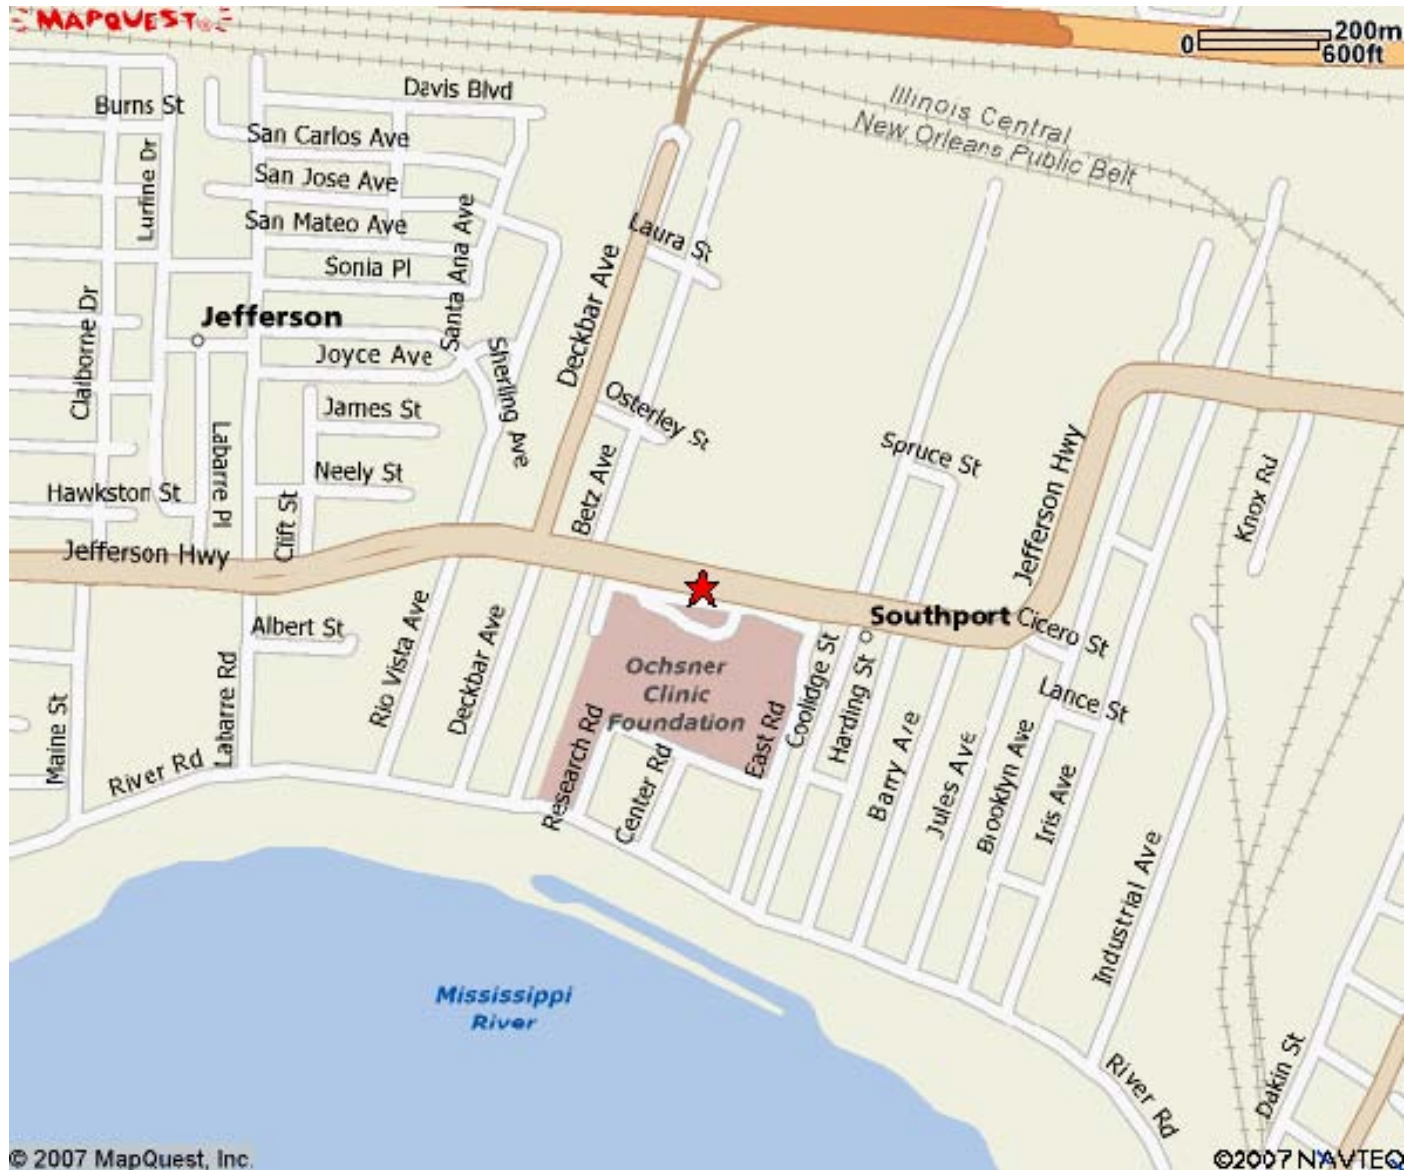 MAPQUEST
200m
0
600ft
Davis Blvd
Burns St
Illinois Central
New Orleans Public Belt
San Carlos Ave
Lurfine Dr
San Jose Ave
San Mateo Ave
Santa Ana Ave
Laura St
Sonia Pl
Deckbar Ave
Claiborne Dr
Jefferson
Joyce Ave
Sherling Ave
James St
Osterley St
Labarre Pl
Spruce St
Jefferson Hwy
Neely St
Betz Ave
Knox Rd
Hawkston St
Clift St
Jefferson Hwy
Rio Vista Ave
Deckbar Ave
Albert St
Southport
Cicero St
Ochsner
Clinic
Foundation
Coolidge St
Harding St
Lance St
Maine St
Labarre Rd
River Rd
Research Rd
Center Rd
East Rd
Barry Ave
Jules Ave
Brooklyn Ave
Iris Ave
Industrial Ave
Mississippi
River
River Rd
Dakin St
© 2007 MapQuest, Inc.
©2007 NAVTEQ